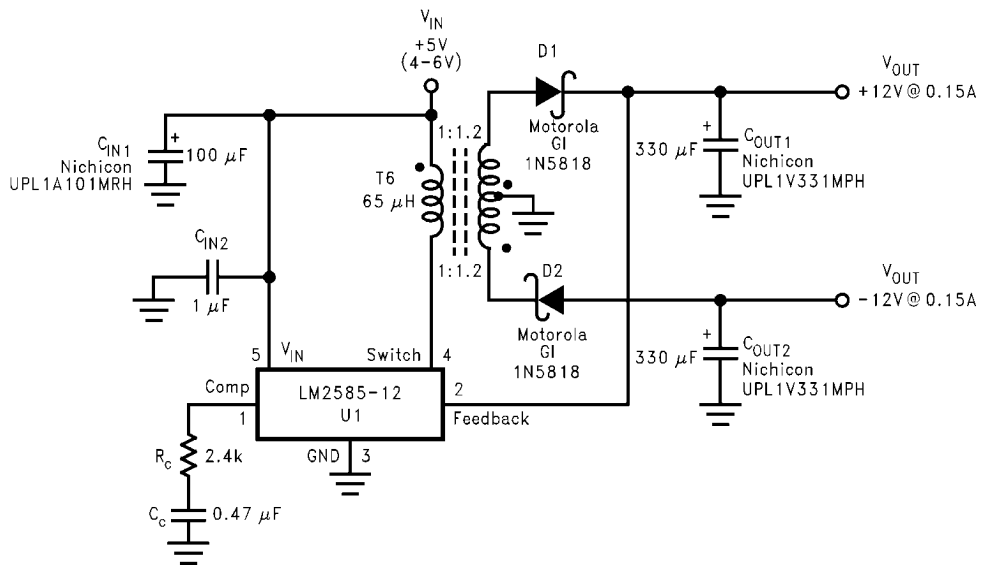 V_IN
+5V
(4-6V)
D1
V_OUT
+12V@ 0.15A
C_IN1
Nichicon
UPL1A101MRH
+
100 μF
1:1.2
Motorola
GI
1N5818
+
330 μF
C_OUT1
Nichicon
UPL1V331MPH
T6
65 μH
C_IN2
1 μF
1:1.2
D2
V_OUT
-12V@ 0.15A
Motorola
GI
1N5818
+
330 μF
C_OUT2
Nichicon
UPL1V331MPH
5
V_IN
Switch
4
Comp
1
LM2585-12
U1
2
Feedback
GND
3
R_C
2.4k
C_C
0.47 μF